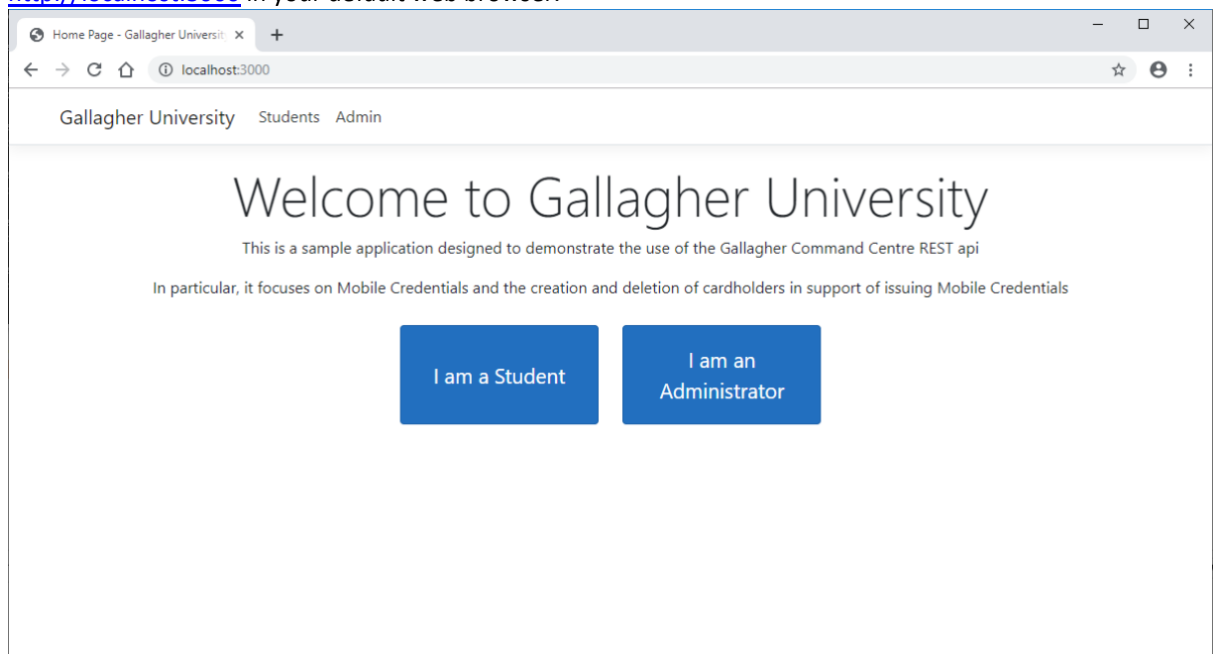 http://localhost:3000 in your default web browser.
Home Page - Gallagher Universit
localhost:3000
Gallagher University Students Admin
Welcome to Gallagher University
This is a sample application designed to demonstrate the use of the Gallagher Command Centre REST api
In particular, it focuses on Mobile Credentials and the creation and deletion of cardholders in support of issuing Mobile Credentials
I am a Student
I am an
Administrator